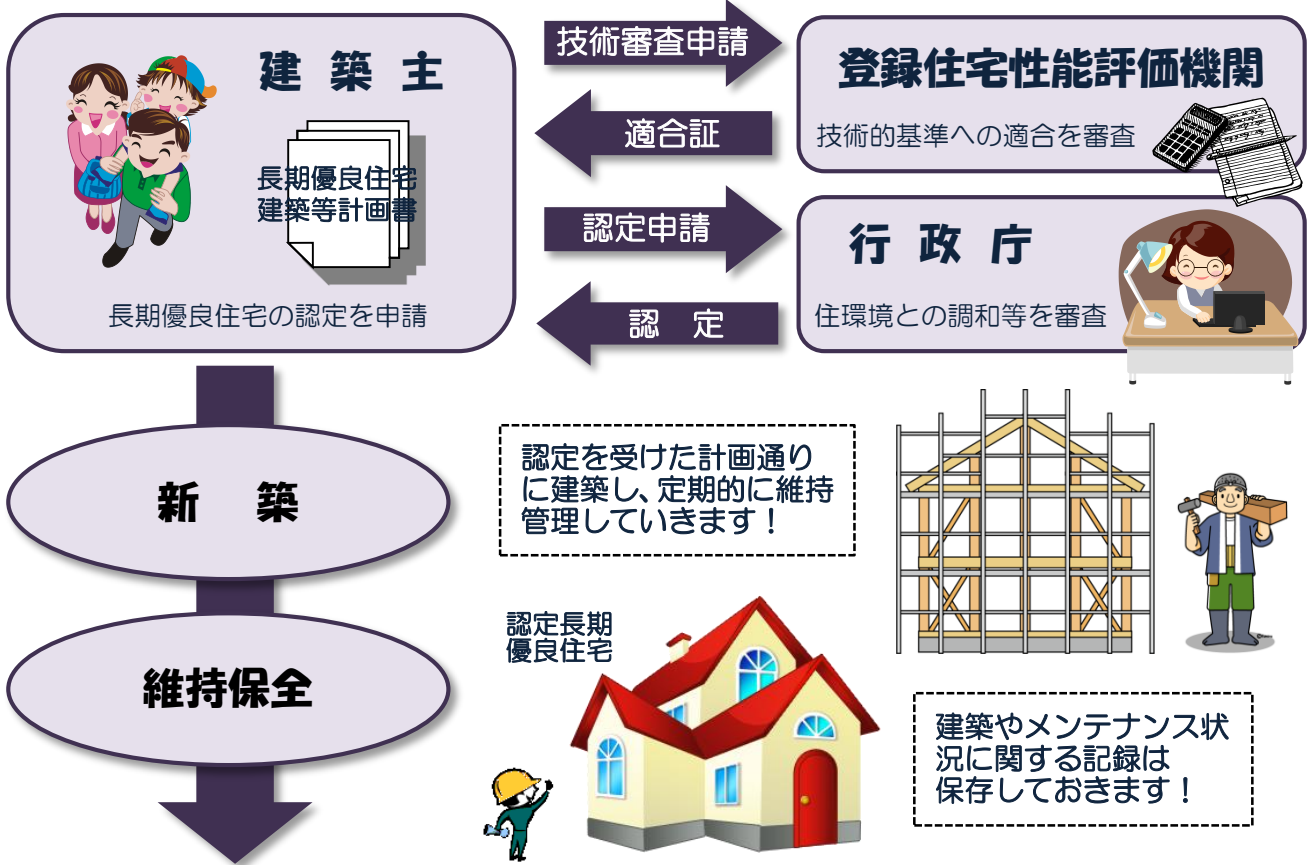 建築主
長期優良住宅
建築等計画書
長期優良住宅の認定を申請
技術審査申請
適合証
認定申請
認定
登録住宅性能評価機関
技術的基準への適合を審査
行政庁
住環境との調和等を審査
新築
認定を受けた計画通り
に建築し、定期的に維持
管理していきます！
維持保全
認定長期
優良住宅
建築やメンテナンス状
況に関する記録は
保存しておきます！